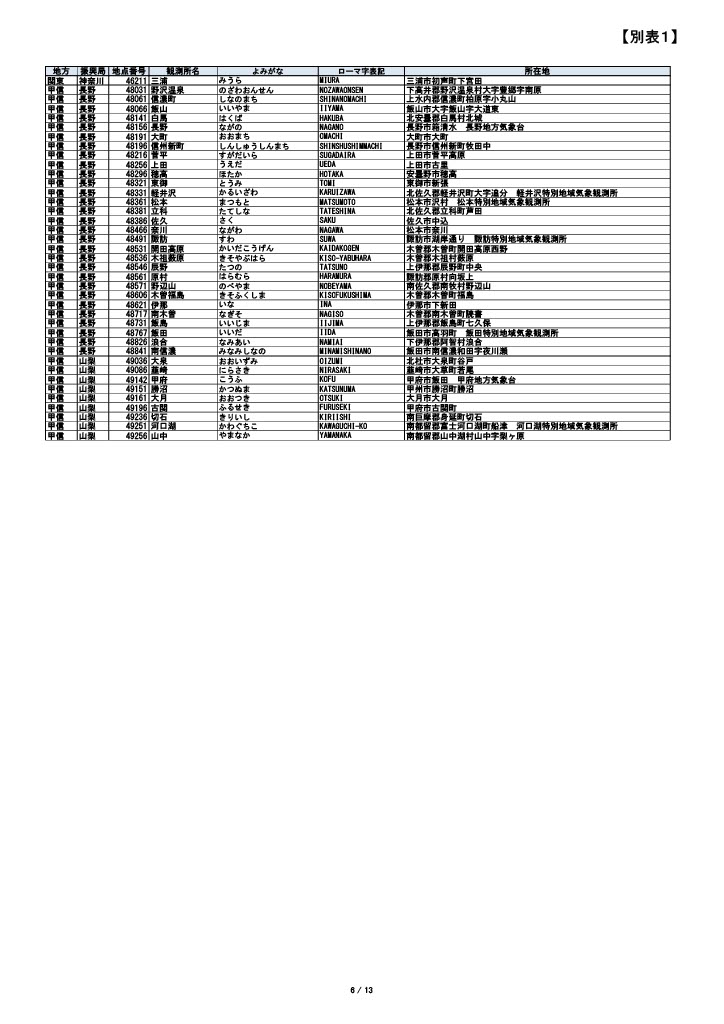 【別表1】
地方 振興局 地点番号 観測所名 よみがな ローマ字表記 所在地
関東 神奈川 46211 三浦 みうら MIURA 三浦市初声町下宮田
甲信 長野 48031 野沢温泉 のざわおんせん NOZAWAONSEN 下高井郡野沢温泉村大字豊郷字南原
甲信 長野 48061 信濃町 しなのまち SHINANOMACHI 上水内郡信濃町柏原字小丸山
甲信 長野 48066 飯山 いいやま IIYAMA 飯山市大字飯山字大道東
甲信 長野 48141 白馬 はくば HAKUBA 北安曇郡白馬村北城
甲信 長野 48156 長野 ながの NAGANO 長野市箱清水　長野地方気象台
甲信 長野 48191 大町 おおまち OMACHI 大町市大町
甲信 長野 48196 信州新町 しんしゅうしんまち SHINSHUSHIMMACHI 長野市信州新町牧田中
甲信 長野 48216 菅平 すがだいら SUGADAIRA 上田市菅平高原
甲信 長野 48256 上田 うえだ UEDA 上田市古里
甲信 長野 48296 穂高 ほたか HOTAKA 安曇野市穂高
甲信 長野 48321 東御 とうみ TOMI 東御市新張
甲信 長野 48331 軽井沢 かるいざわ KARUIZAWA 北佐久郡軽井沢町大字追分　軽井沢特別地域気象観測所
甲信 長野 48361 松本 まつもと MATSUMOTO 松本市沢村　松本特別地域気象観測所
甲信 長野 48381 立科 たてしな TATESHINA 北佐久郡立科町芦田
甲信 長野 48386 佐久 さく SAKU 佐久市中込
甲信 長野 48466 奈川 ながわ NAGAWA 松本市奈川
甲信 長野 48491 諏訪 すわ SUWA 諏訪市湖岸通り　諏訪特別地域気象観測所
甲信 長野 48531 開田高原 かいだこうげん KAIDAKOGEN 木曽郡木曽町開田高原西野
甲信 長野 48536 木祖薮原 きそやぶはら KISO-YABUHARA 木曽郡木祖村薮原
甲信 長野 48546 辰野 たつの TATSUNO 上伊那郡辰野町中央
甲信 長野 48561 原村 はらむら HARAMURA 諏訪郡原村向坂上
甲信 長野 48571 野辺山 のべやま NOBEYAMA 南佐久郡南牧村野辺山
甲信 長野 48606 木曽福島 きそふくしま KISOFUKUSHIMA 木曽郡木曽町福島
甲信 長野 48621 伊那 いな INA 伊那市下新田
甲信 長野 48717 南木曽 なぎそ NAGISO 木曽郡南木曽町読書
甲信 長野 48731 飯島 いいじま IIJIMA 上伊那郡飯島町七久保
甲信 長野 48767 飯田 いいだ IIDA 飯田市高羽町　飯田特別地域気象観測所
甲信 長野 48826 浪合 なみあい NAMIAI 下伊那郡阿智村浪合
甲信 長野 48841 南信濃 みなみしなの MINAMISHINANO 飯田市南信濃和田字夜川瀬
甲信 山梨 49036 大泉 おおいずみ OIZUMI 北杜市大泉町谷戸
甲信 山梨 49086 韮崎 にらさき NIRASAKI 韮崎市大草町若尾
甲信 山梨 49142 甲府 こうふ KOFU 甲府市飯田　甲府地方気象台
甲信 山梨 49151 勝沼 かつぬま KATSUNUMA 甲州市勝沼町勝沼
甲信 山梨 49161 大月 おおつき OTSUKI 大月市大月
甲信 山梨 49196 古関 ふるせき FURUSEKI 甲府市古関町
甲信 山梨 49236 切石 きりいし KIRIISHI 南巨摩郡身延町切石
甲信 山梨 49251 河口湖 かわぐちこ KAWAGUCHI-KO 南都留郡富士河口湖町船津　河口湖特別地域気象観測所
甲信 山梨 49256 山中 やまなか YAMANAKA 南都留郡山中湖村山中字梨ヶ原
6 / 13